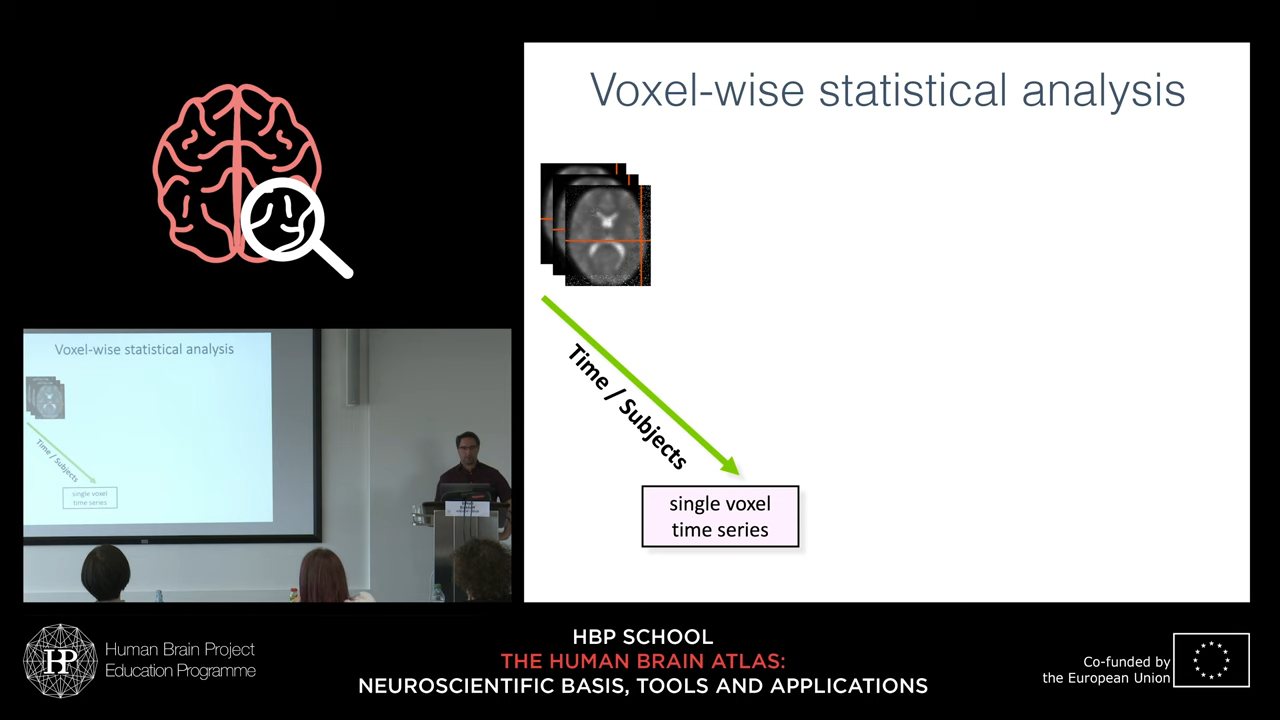 Voxel-wise statistical analysis
Time / Subjects
single voxel
time series
Voxel-wise statistical analysis
Time / Subjects
single voxel
time series
HBP
Human Brain Project
Education Programme
HBP SCHOOL
THE HUMAN BRAIN ATLAS:
NEUROSCIENTIFIC BASIS, TOOLS AND APPLICATIONS
Co-funded by
the European Union